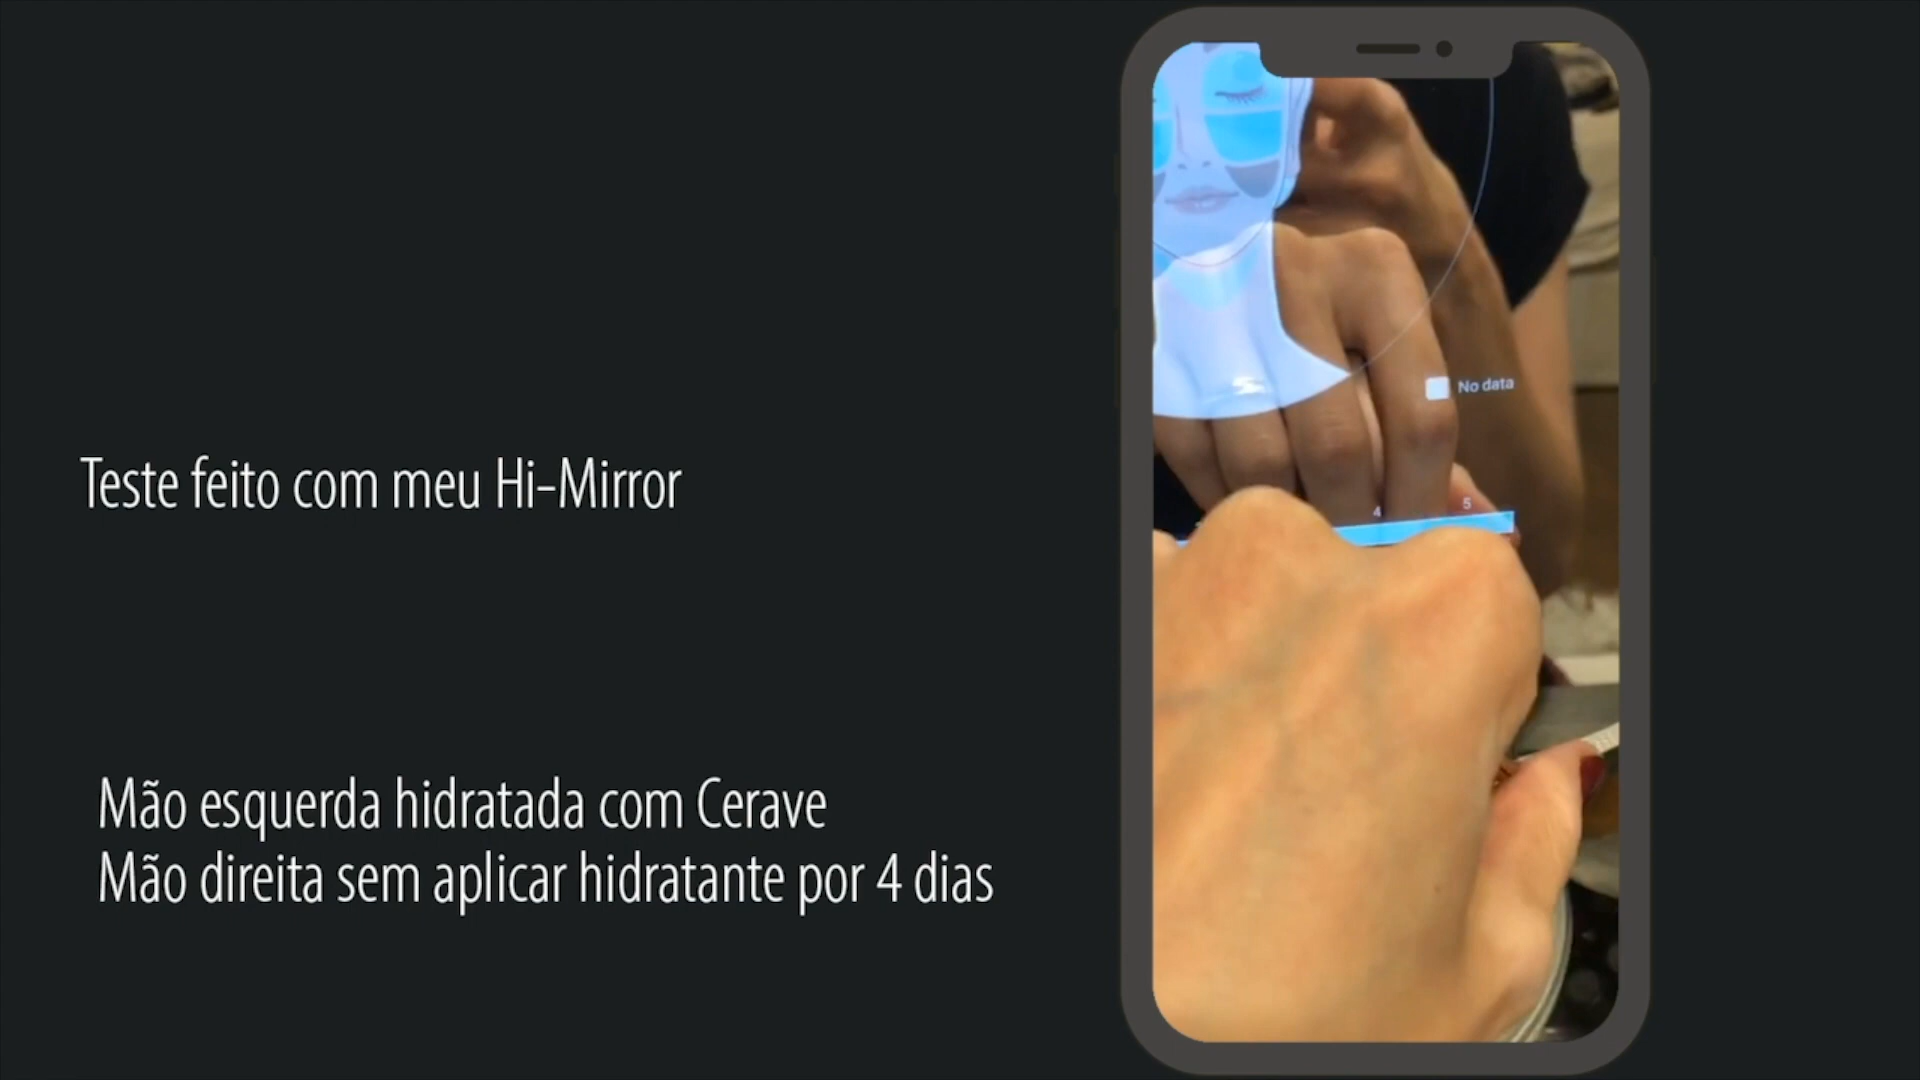 Teste feito com meu Hi-Mirror
Mão esquerda hidratada com Cerave
Mão direita sem aplicar hidratante por 4 dias
No data
4
5